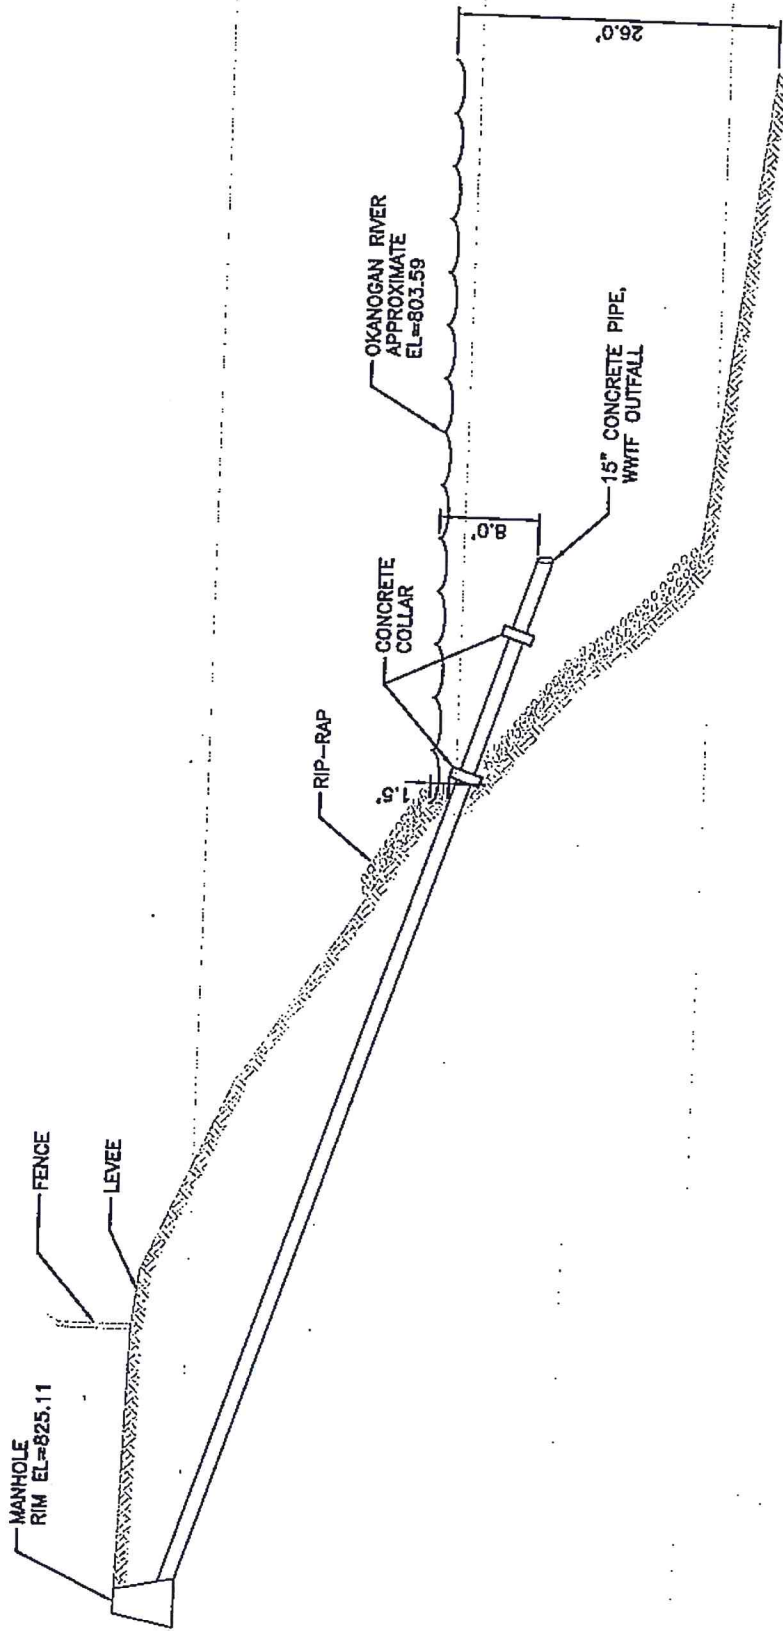 MANHOLE
RIM EL=825.11
FENCE
LEVEE
RIP-RAP
1.5'
CONCRETE
COLLAR
8.0'
OKANOGAN RIVER
APPROXIMATE
EL=803.59
15" CONCRETE PIPE,
WWTF OUTFALL
26.0'